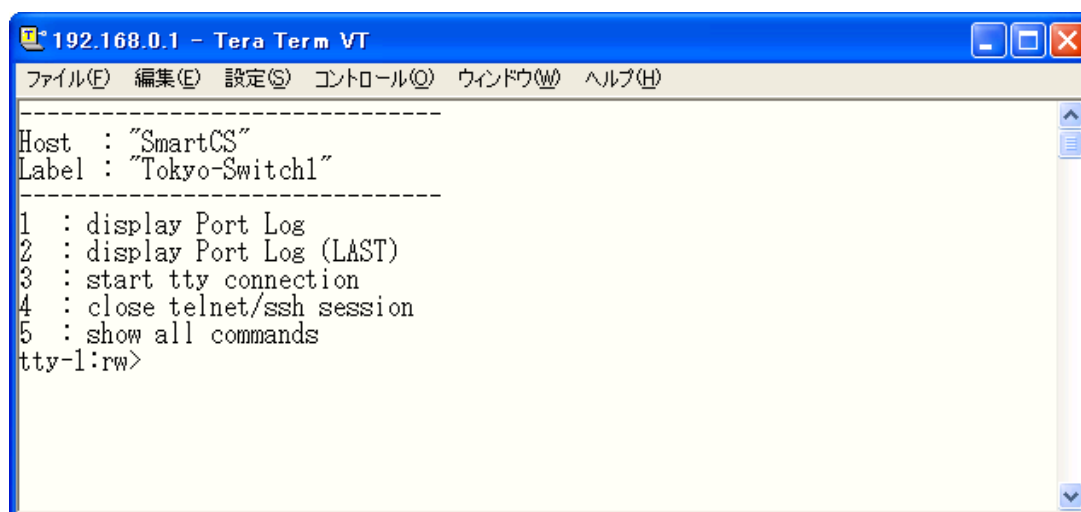 192.168.0.1 - Tera Term VT
ファイル(F) 編集(E) 設定(S) コントロール(O) ウィンドウ(W) ヘルプ(H)
--------------------------------
Host  : "SmartCS"
Label : "Tokyo-Switch1"
--------------------------------
1  : display Port Log
2  : display Port Log (LAST)
3  : start tty connection
4  : close telnet/ssh session
5  : show all commands
tty-1:rw>